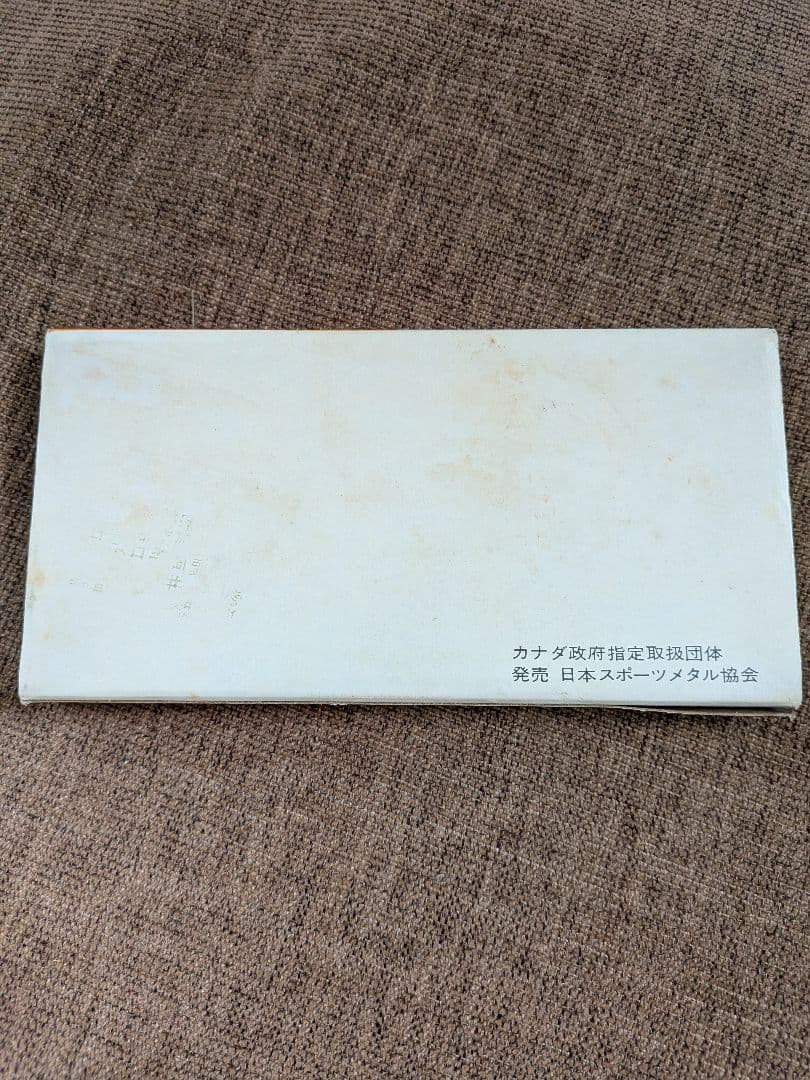 カナダ政府指定取扱団体
発売 日本スポーツメタル協会